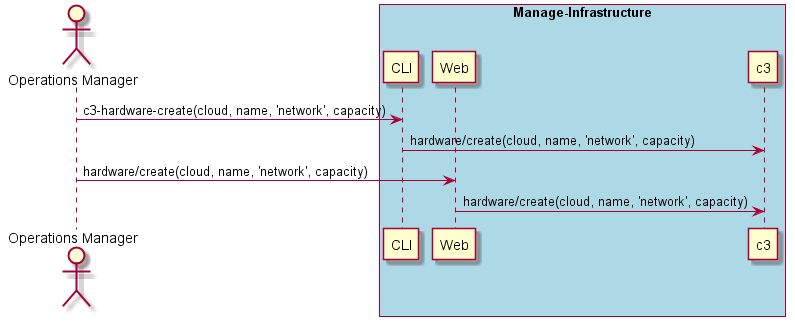 Manage-Infrastructure
Operations Manager
CLI
Web
c3
c3-hardware-create(cloud, name, 'network', capacity)
hardware/create(cloud, name, 'network', capacity)
hardware/create(cloud, name, 'network', capacity)
hardware/create(cloud, name, 'network', capacity)
Operations Manager
CLI
Web
c3